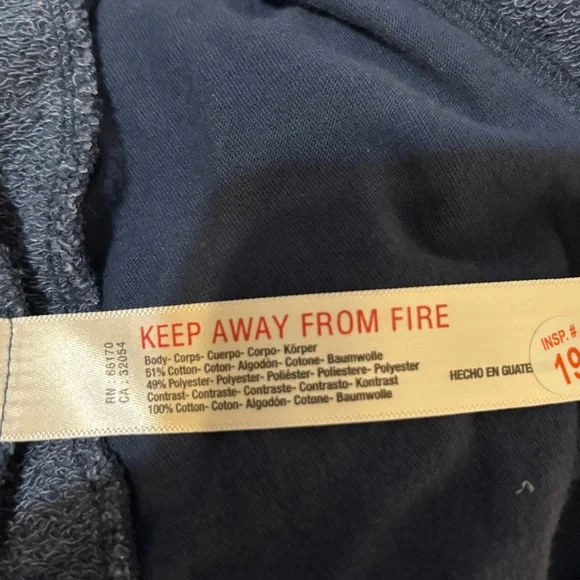 RN : 66170
CA : 32054
KEEP AWAY FROM FIRE
Body- Corps- Cuerpo- Corpo- Körper
51% Cotton- Coton- Algodón- Cotone- Baumwolle
49% Polyester- Polyester- Poliéster- Poliestere- Polyester
Contrast- Contraste- Contraste- Contrasto- Kontrast
100% Cotton- Coton- Algodón- Cotone- Baumwolle
HECHO EN GUATE
INSP. #
19